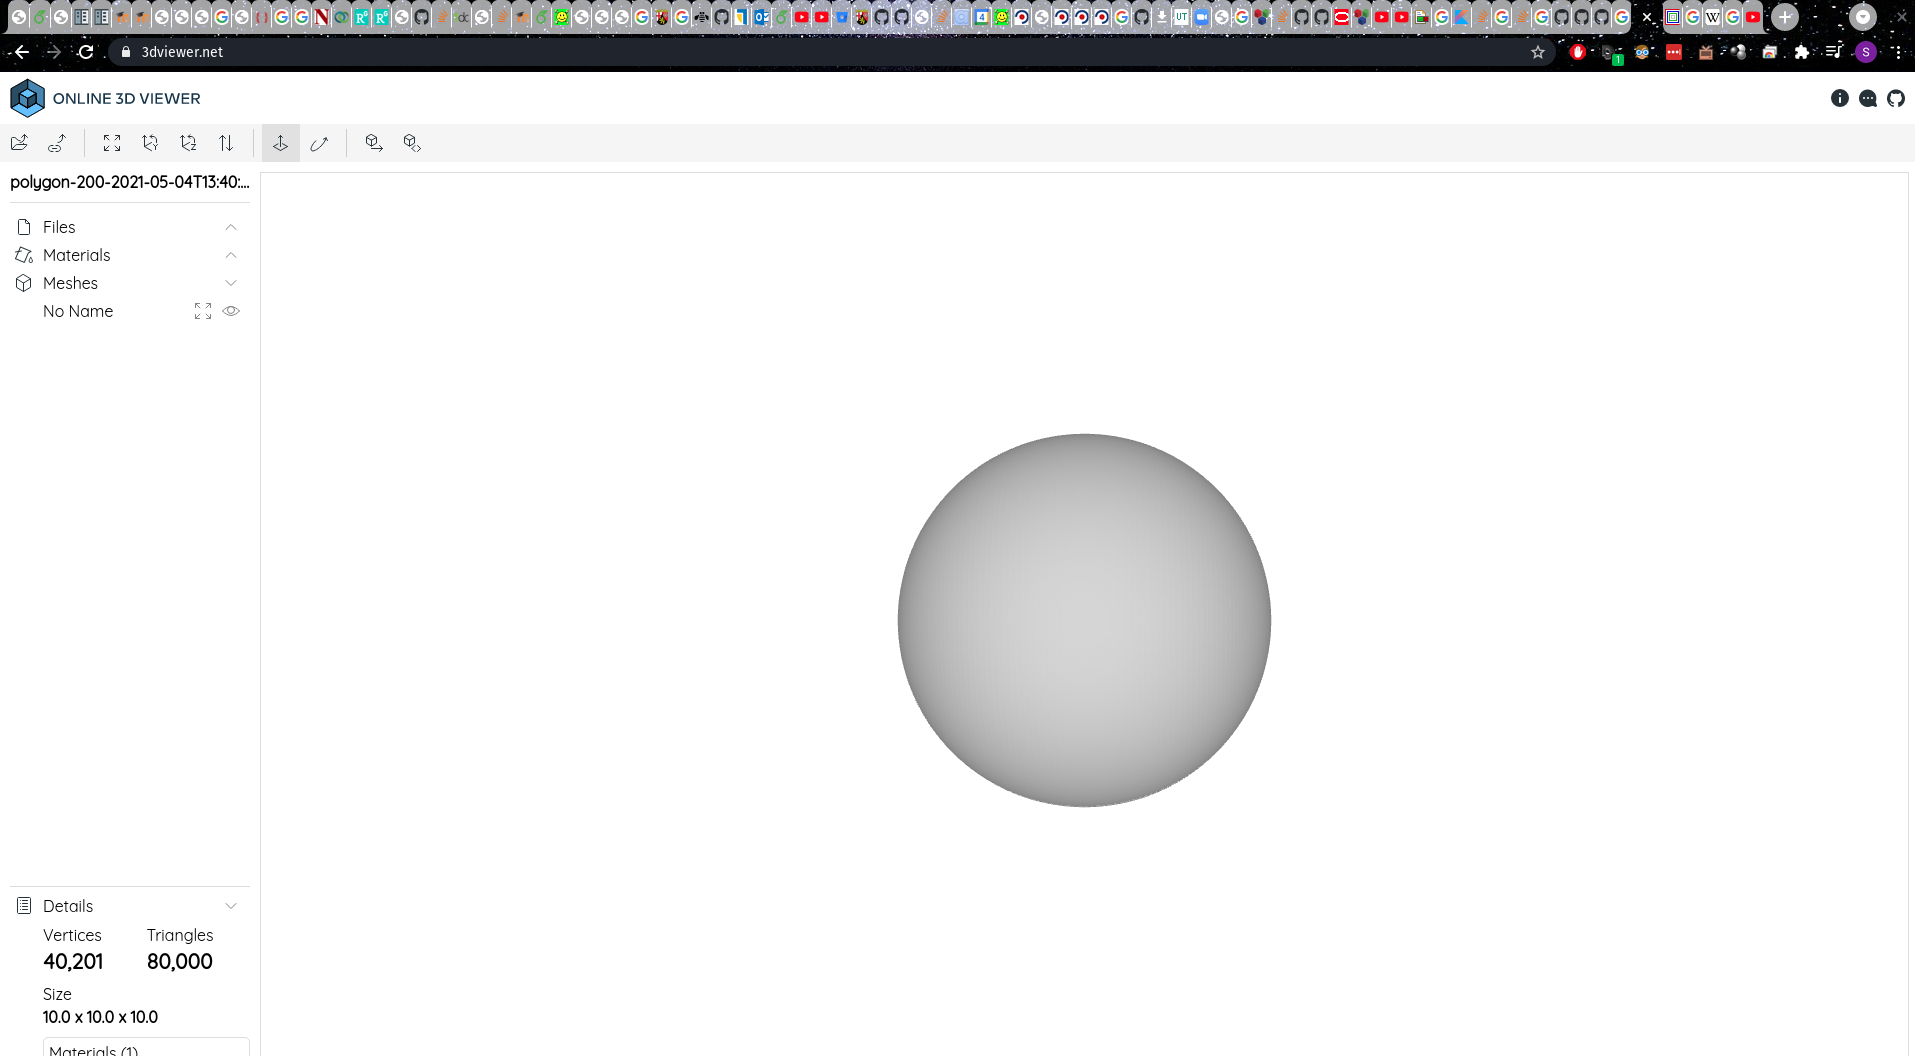 3dviewer.net
1
S
ONLINE 3D VIEWER
polygon-200-2021-05-04T13:40:...
Files
Materials
Meshes
No Name
Details
Vertices Triangles
40,201 80,000
Size
10.0 x 10.0 x 10.0
Materials (1)